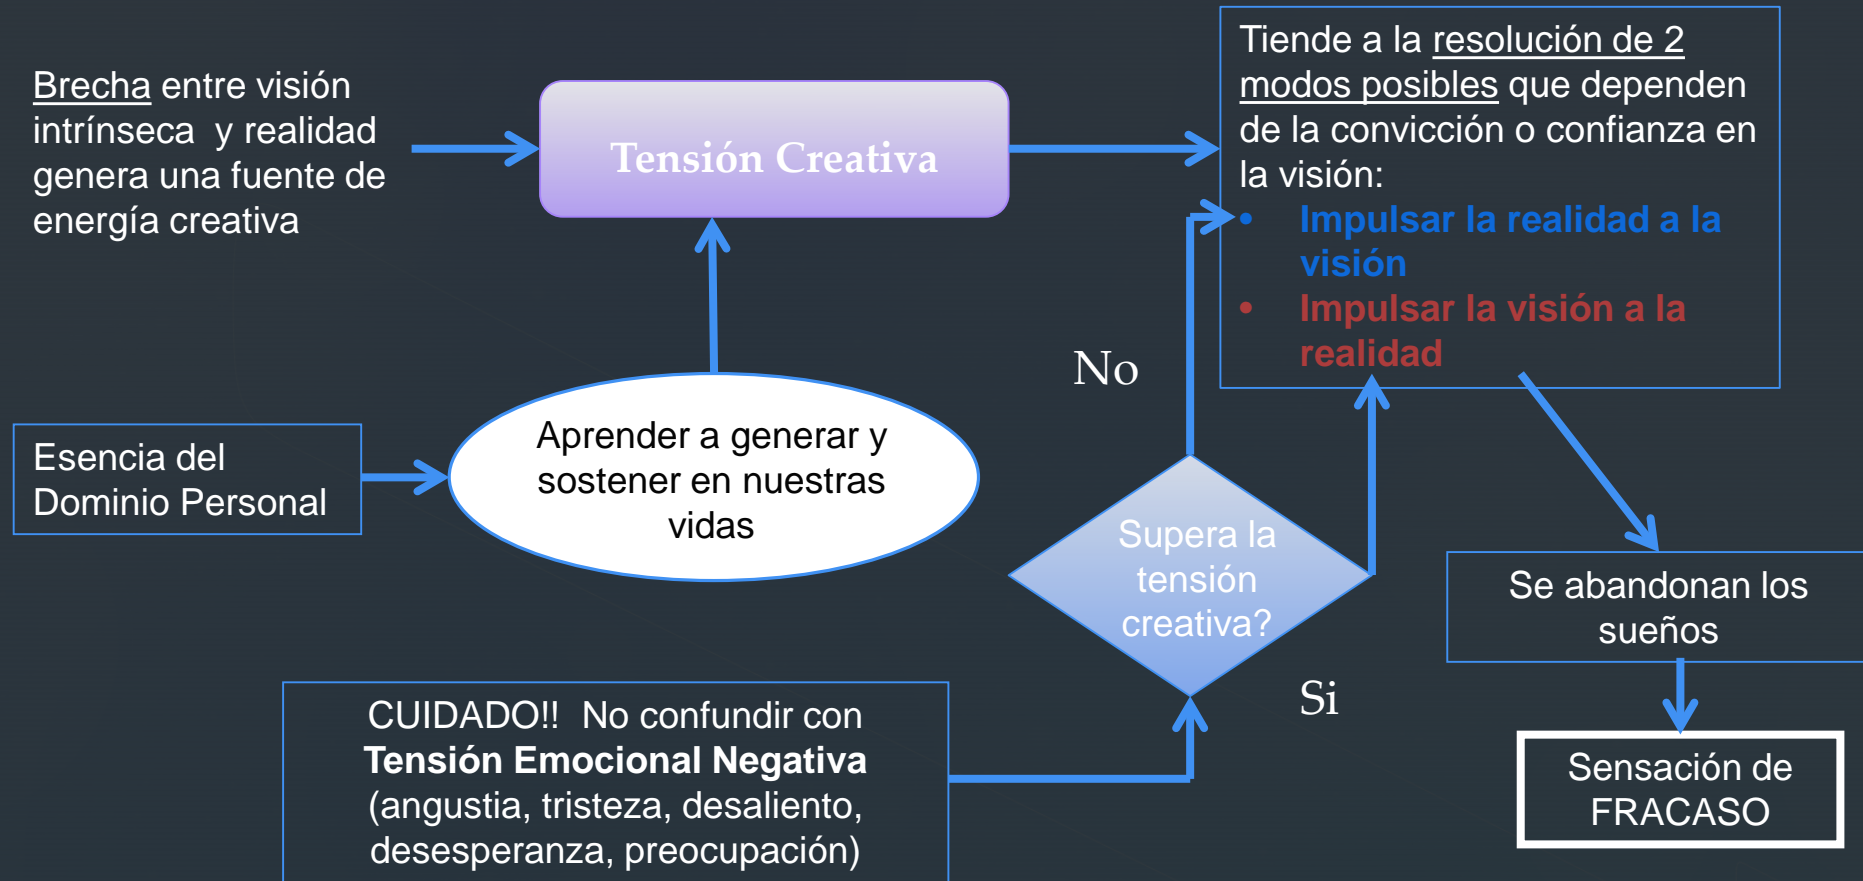 Brecha entre visión
intrínseca y realidad
genera una fuente de
energía creativa
Tensión Creativa
Tiende a la resolución de 2
modos posibles que dependen
de la convicción o confianza en
la visión:
• Impulsar la realidad a la
visión
• Impulsar la visión a la
realidad
No
Esencia del
Dominio Personal
Aprender a generar y
sostener en nuestras
vidas
Supera la
tensión
creativa?
Si
Se abandonan los
sueños
CUIDADO!! No confundir con
Tensión Emocional Negativa
(angustia, tristeza, desaliento,
desesperanza, preocupación)
Sensación de
FRACASO